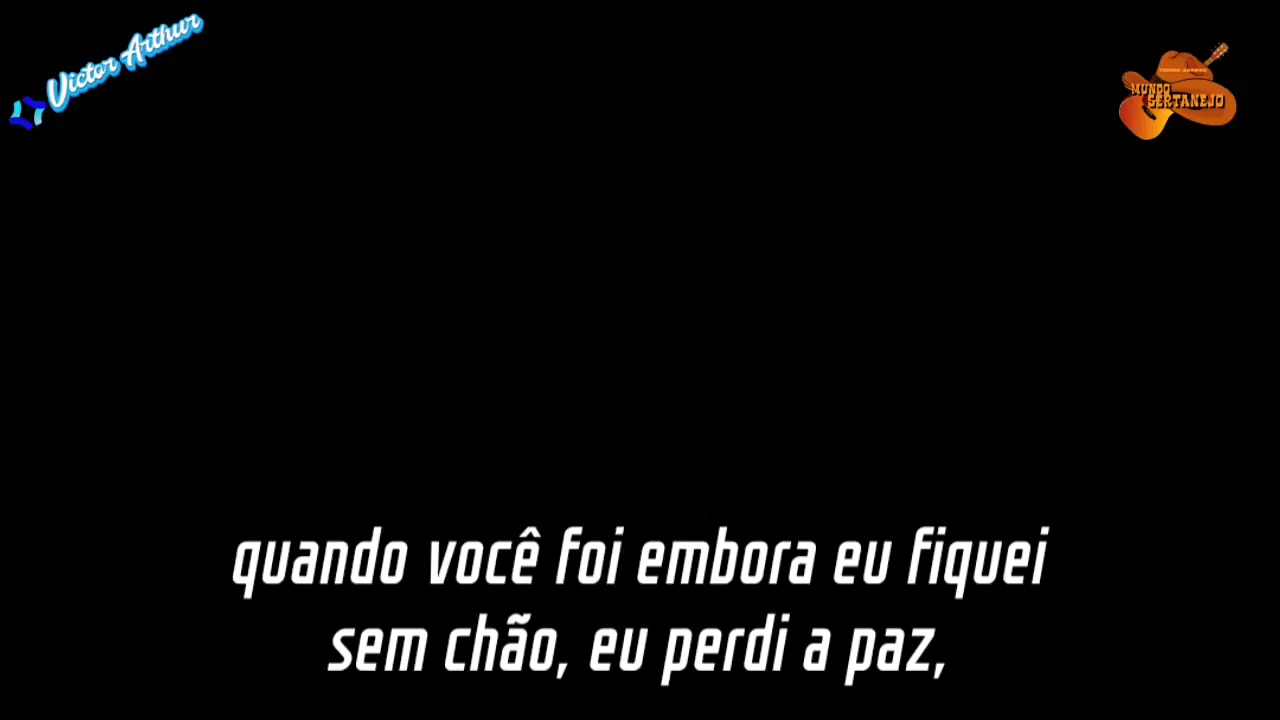 Victor Arthur
MUNDO
SERTANEJO
quando você foi embora eu fiquei
sem chão, eu perdi a paz,